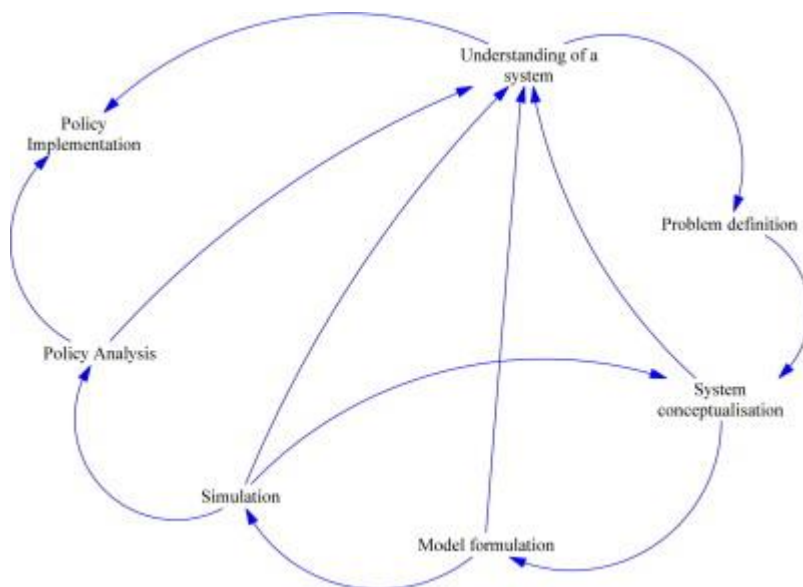 Understanding of a
system
Policy
Implementation
Problem definition
Policy Analysis
System
conceptualisation
Simulation
Model formulation